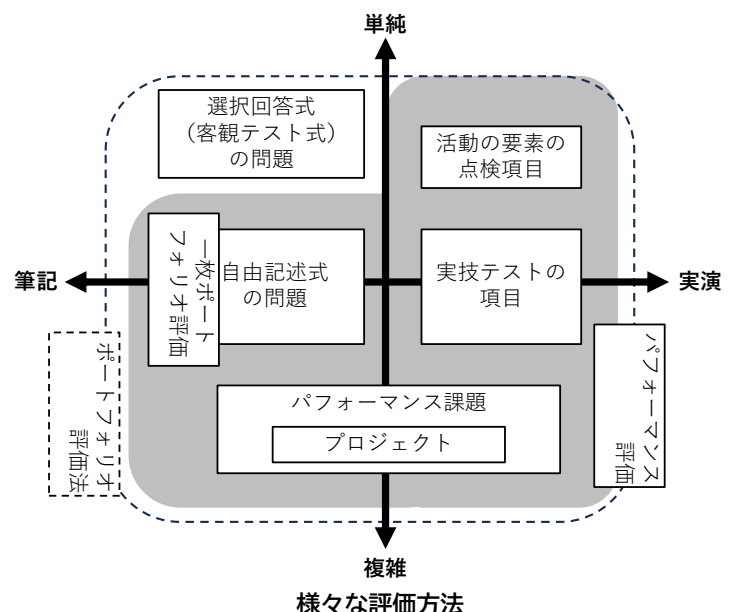 単純
選択回答式
（客観テスト式）
の問題
活動の要素の
点検項目
一枚ポート
フォリオ評価
自由記述式
の問題
実技テストの
項目
筆記
実演
ポートフォリオ
評価法
パフォーマンス
評価
パフォーマンス課題
プロジェクト
複雑
様々な評価方法